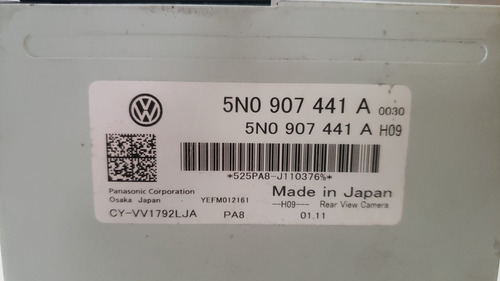 5N0 907 441 A 0030
5N0 907 441 A H09
*525PA8-J110376%*
Panasonic Corporation
Osaka Japan YEFM012161
Made in Japan
--H09-- Rear View Camera
CY-VV1792LJA PA8 01.11